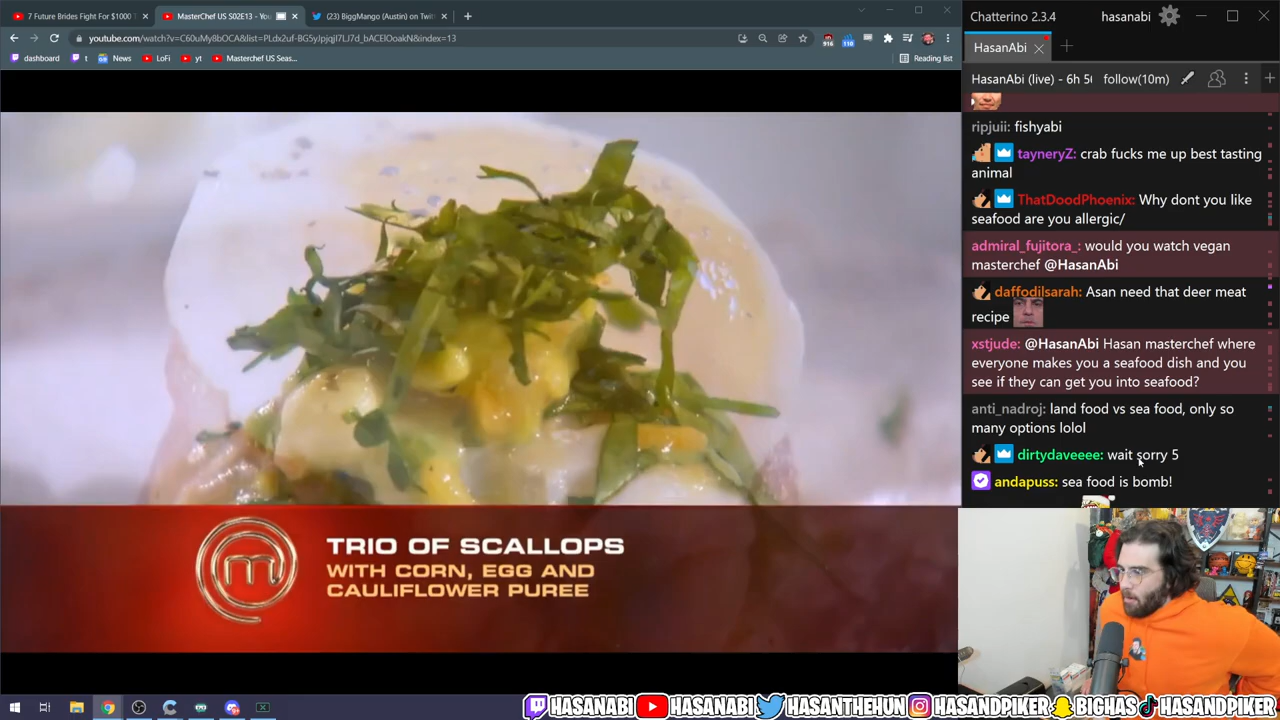 7 Future Brides Fight For $1000
MasterChef US S02E13 - You
(23) BiggMango (Austin) on Twit
youtube.com/watch?v=C60uMy8bOCA&list=PLdx2uf-BG5yJpjqjI7LJ7d_bACElOoakN&index=13
dashboard
t
News
LoFi
yt
Masterchef US Seas...
Reading list
TRIO OF SCALLOPS
WITH CORN, EGG AND
CAULIFLOWER PUREE
Chatterino 2.3.4
hasanabi
HasanAbi
HasanAbi (live) - 6h 5
follow(10m)
ripjuii: fishyabi
tayneryZ: crab fucks me up best tasting
animal
ThatDoodPhoenix: Why dont you like
seafood are you allergic/
admiral_fujitora_: would you watch vegan
masterchef @HasanAbi
daffodilsarah: Asan need that deer meat
recipe
xstjude: @HasanAbi Hasan masterchef where
everyone makes you a seafood dish and you
see if they can get you into seafood?
anti_nadroj: land food vs sea food, only so
many options lolol
dirtydaveeee: wait sorry 5
andapuss: sea food is bomb!
HASANABI HASANABI HASANTHEHUN HASANDPIKER BIGHAS HASANDPIKER